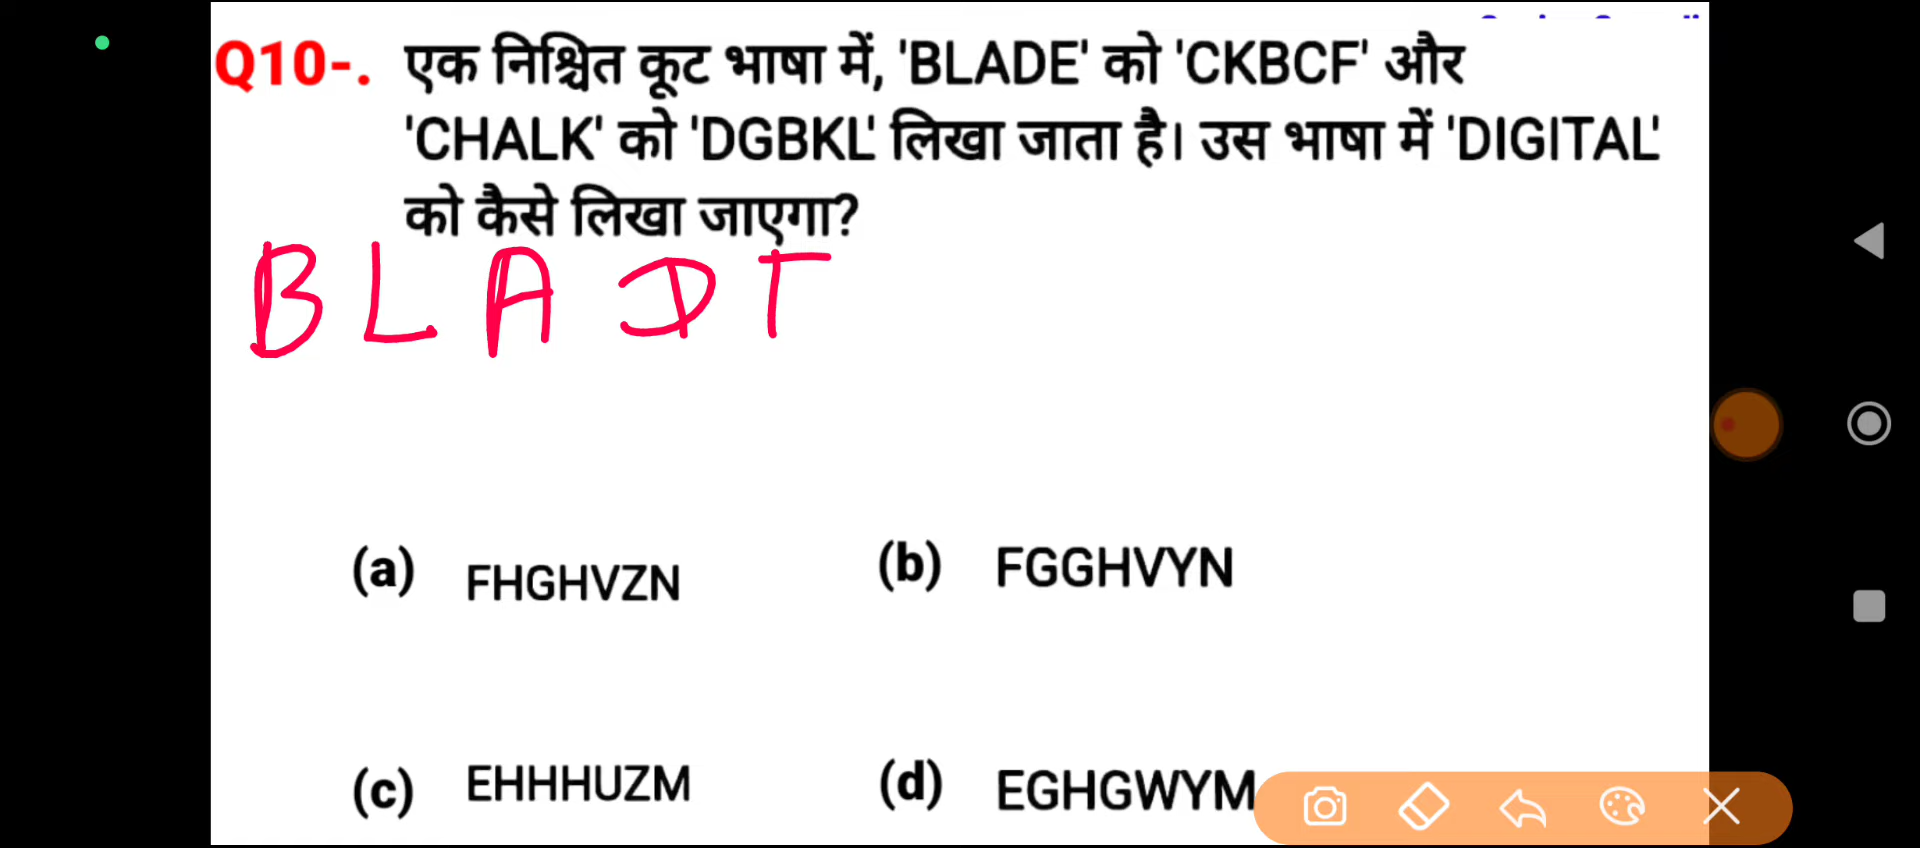 Q10-. एक निश्चित कूट भाषा में, 'BLADE' को 'CKBCF' और
'CHALK' को 'DGBKL' लिखा जाता है। उस भाषा में 'DIGITAL'
को कैसे लिखा जाएगा?
B L A D
(a) FHGHVZN (b) FGGHVYN
(c) EHHHUZM (d) EGHGWYM